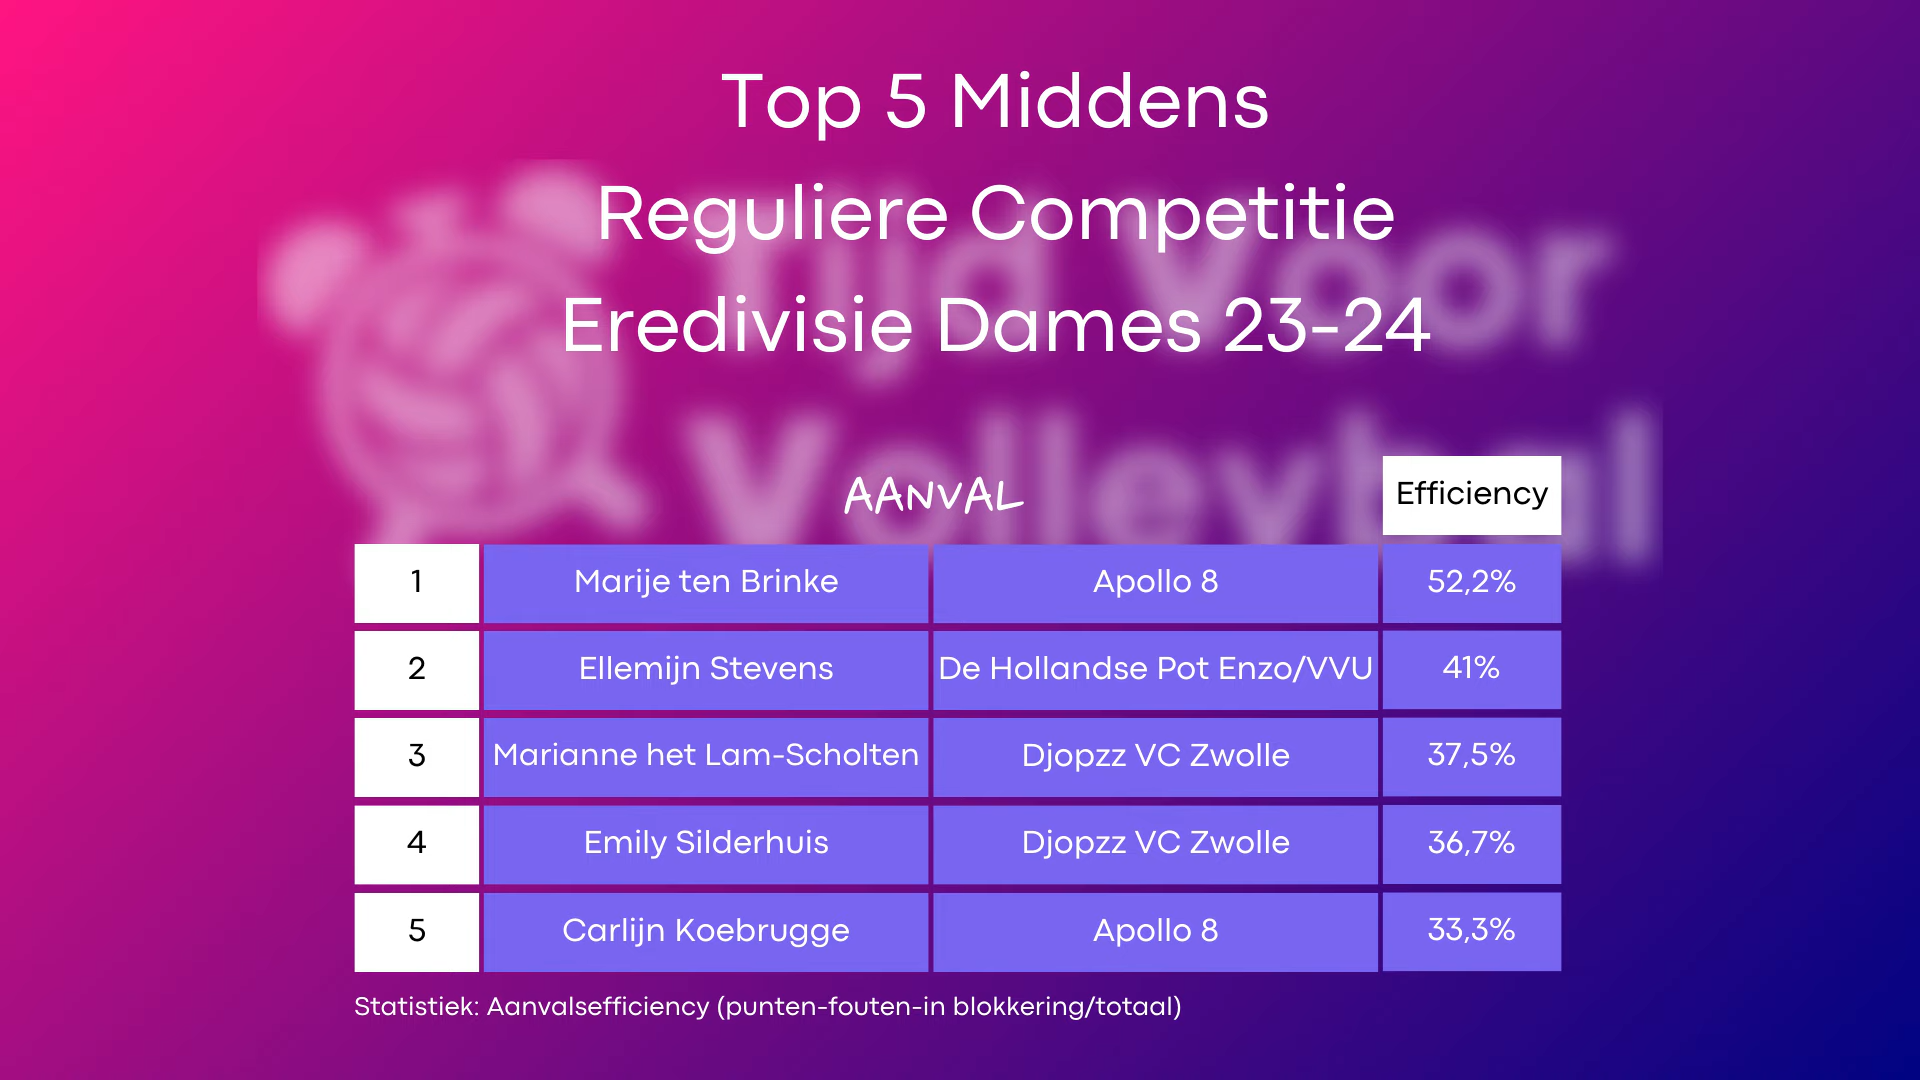 Top 5 Middens
Reguliere Competitie
Eredivisie Dames 23-24
Tijd Voor
Volleybal
AANVAL Efficiency
1 Marije ten Brinke Apollo 8 52,2%
2 Ellemijn Stevens De Hollandse Pot Enzo/VVU 41%
3 Marianne het Lam-Scholten Djopzz VC Zwolle 37,5%
4 Emily Silderhuis Djopzz VC Zwolle 36,7%
5 Carlijn Koebrugge Apollo 8 33,3%
Statistiek: Aanvalsefficiency (punten-fouten-in blokkering/totaal)